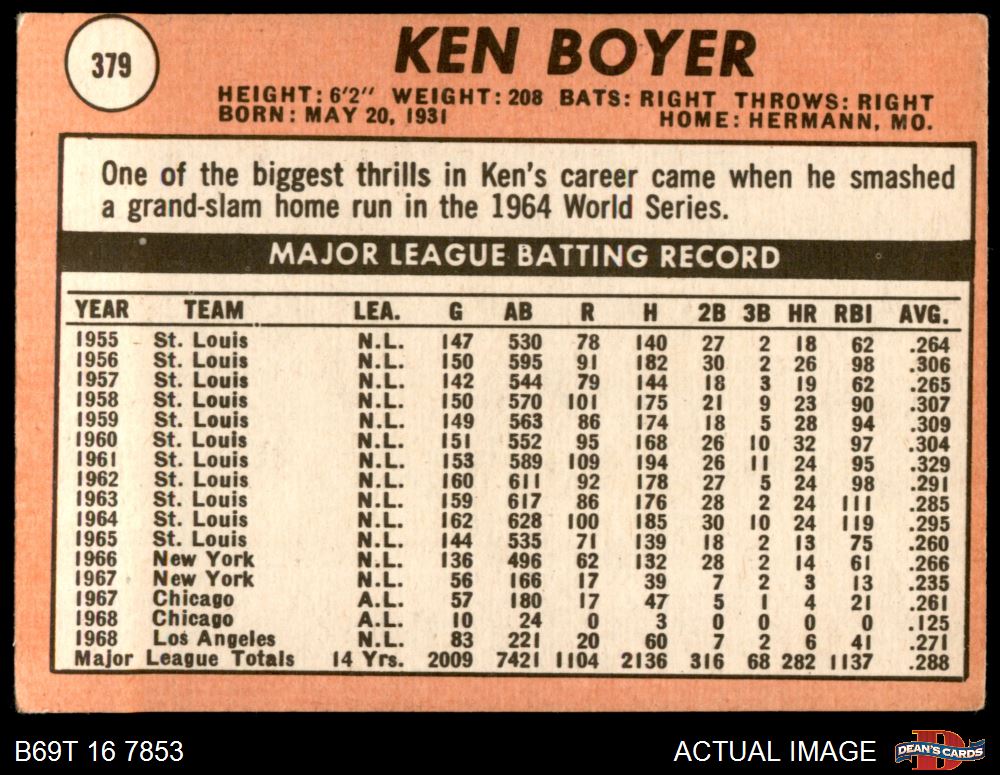 379
KEN BOYER
HEIGHT: 6'2" WEIGHT: 208 BATS: RIGHT THROWS: RIGHT
BORN: MAY 20, 1931 HOME: HERMANN, MO.
One of the biggest thrills in Ken's career came when he smashed
a grand-slam home run in the 1964 World Series.
MAJOR LEAGUE BATTING RECORD
YEAR TEAM LEA. G AB R H 2B 3B HR RBI AVG.
1955 St. Louis N.L. 147 530 78 140 27 2 18 62 .264
1956 St. Louis N.L. 150 595 91 182 30 2 26 98 .306
1957 St. Louis N.L. 142 544 79 144 18 3 19 62 .265
1958 St. Louis N.L. 150 570 101 175 21 9 23 90 .307
1959 St. Louis N.L. 149 563 86 174 18 5 28 94 .309
1960 St. Louis N.L. 151 552 95 168 26 10 32 97 .304
1961 St. Louis N.L. 153 589 109 194 26 11 24 95 .329
1962 St. Louis N.L. 160 611 92 178 27 5 24 98 .291
1963 St. Louis N.L. 159 617 86 176 28 2 24 111 .285
1964 St. Louis N.L. 162 628 100 185 30 10 24 119 .295
1965 St. Louis N.L. 144 535 71 139 18 2 13 75 .260
1966 New York N.L. 136 496 62 132 28 2 14 61 .266
1967 New York N.L. 56 166 17 39 7 2 3 13 .235
1967 Chicago A.L. 57 180 17 47 5 1 4 21 .261
1968 Chicago A.L. 10 24 0 3 0 0 0 0 .125
1968 Los Angeles N.L. 83 221 20 60 7 2 6 41 .271
Major League Totals 14 Yrs. 2009 7421 1104 2136 316 68 282 1137 .288
B69T 16 7853
ACTUAL IMAGE
D
DEAN'S CARDS